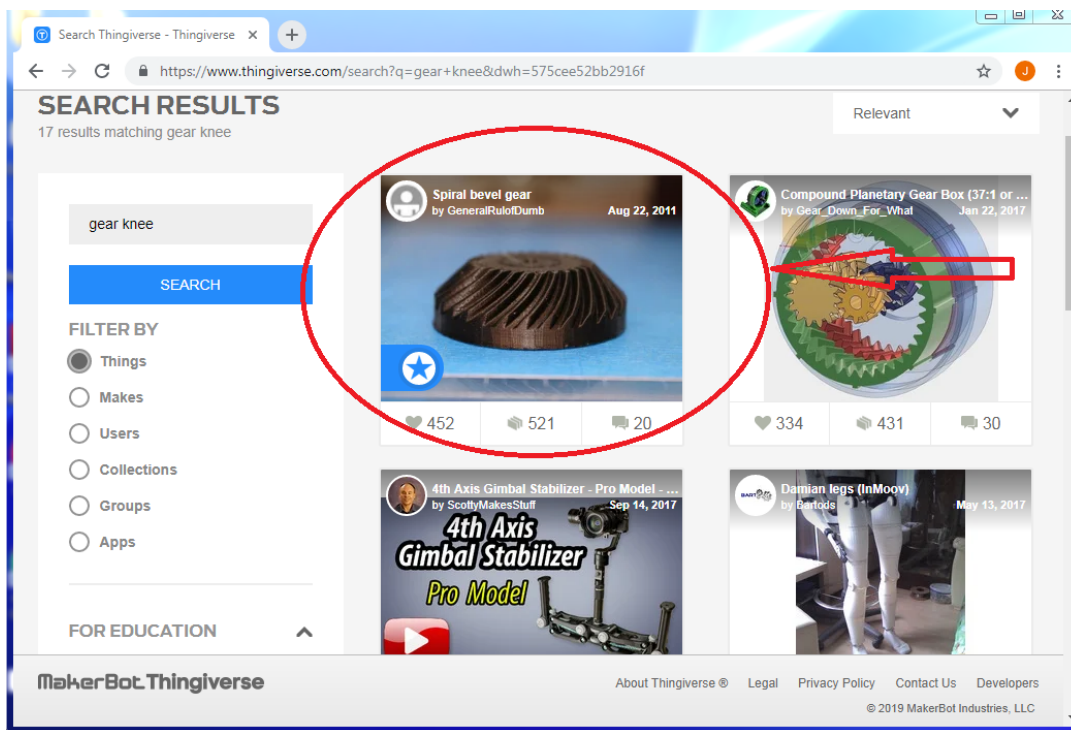 Search Thingiverse - Thingiverse
https://www.thingiverse.com/search?q=gear+knee&dwh=575cee52bb2916f
J
SEARCH RESULTS
17 results matching gear knee
Relevant
gear knee
SEARCH
FILTER BY
Things
Makes
Users
Collections
Groups
Apps
FOR EDUCATION
Spiral bevel gear
by GeneralRulofDumb Aug 22, 2011
452 521 20
Compound Planetary Gear Box (37:1 or ...
by Gear_Down_For_What Jan 22, 2017
334 431 30
4th Axis Gimbal Stabilizer - Pro Model - ...
by ScottyMakesStuff Sep 14, 2017
4th Axis
Gimbal Stabilizer
Pro Model
Damian legs (InMoov)
by Bartods May 13, 2017
MakerBot Thingiverse
About Thingiverse ® Legal Privacy Policy Contact Us Developers
© 2019 MakerBot Industries, LLC